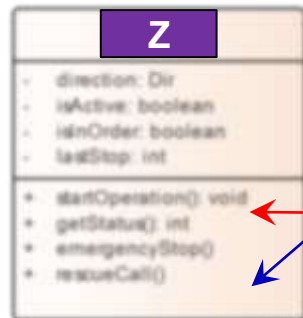 Z
- direction: Dir
- isActive: boolean
- isInOrder: boolean
- lastStop: int
+ startOperation(): void
+ getStatus(): int
+ emergencyStop()
+ rescueCall()